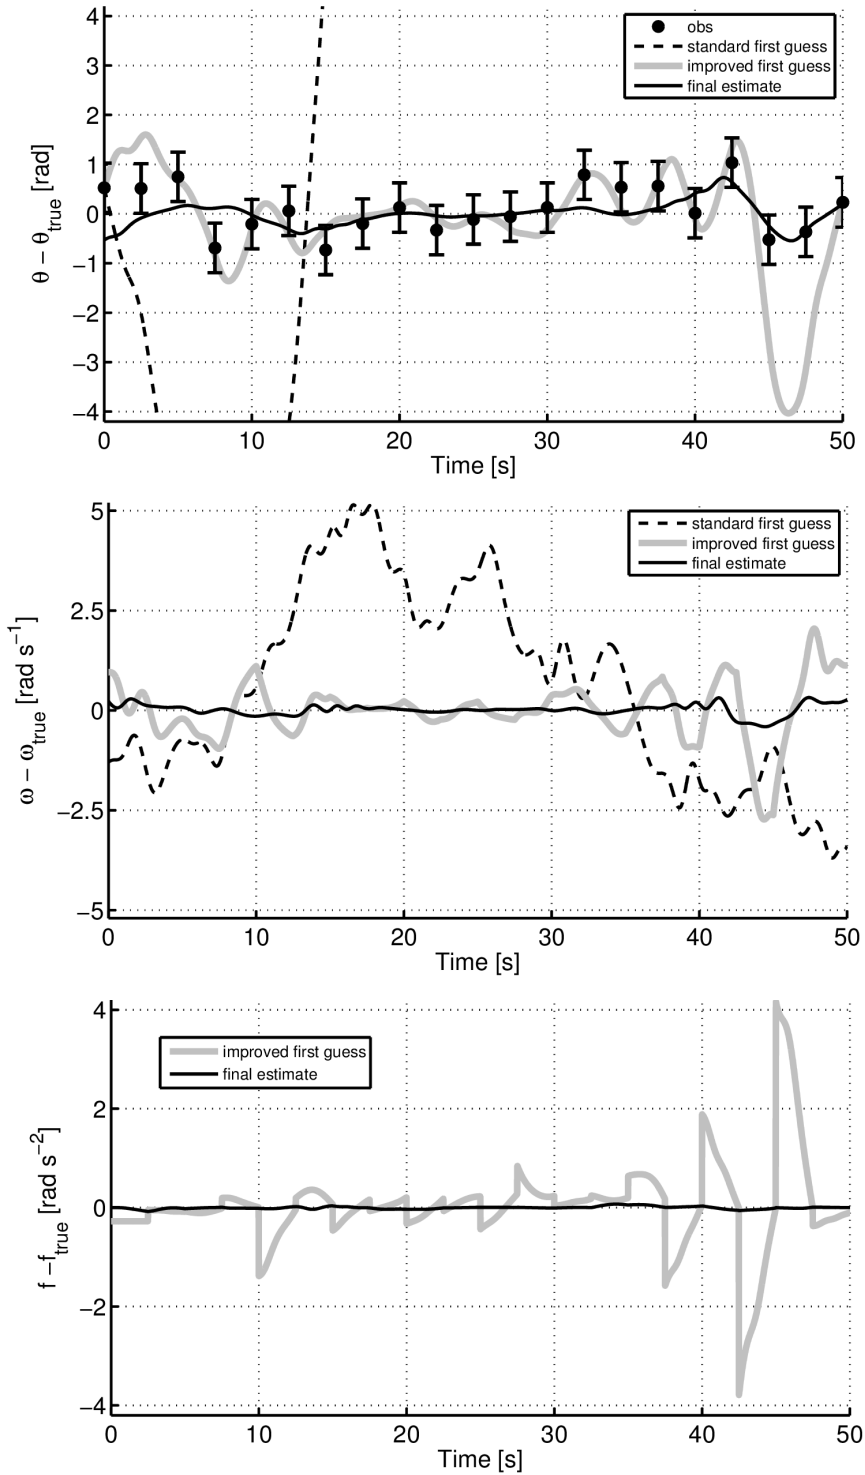 4
3
2
1
0
−1
−2
−3
−4
θ − θtrue [rad]
obs
standard first guess
improved first guess
final estimate
0 10 20 30 40 50
Time [s]
5
2.5
0
−2.5
−5
ω − ωtrue [rad s−1]
standard first guess
improved first guess
final estimate
0 10 20 30 40 50
Time [s]
4
2
0
−2
−4
f − ftrue [rad s−2]
improved first guess
final estimate
0 10 20 30 40 50
Time [s]